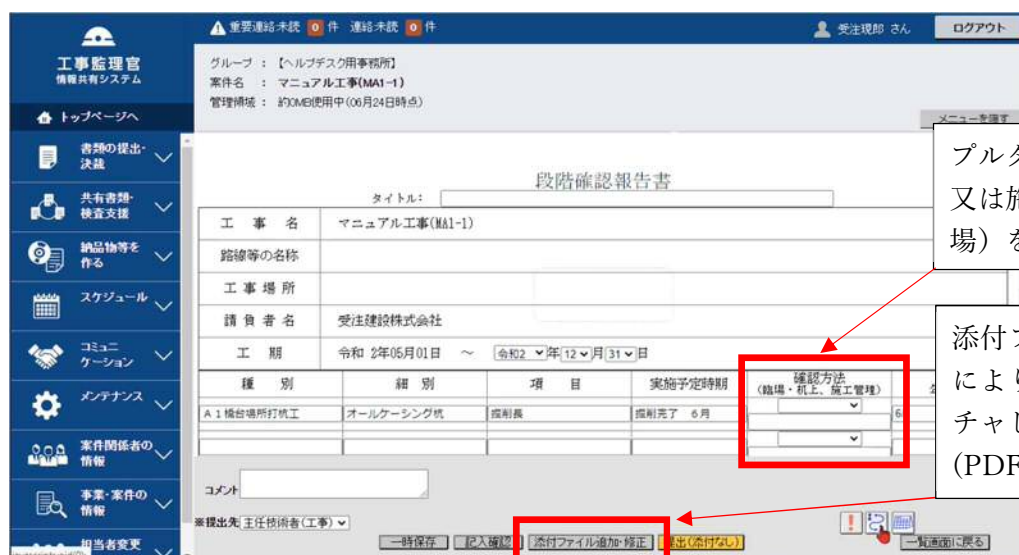 重要連絡未読 0 件 連絡未読 0 件
受注現郎 さん
ログアウト
工事監理官
情報共有システム
トップページへ
書類の提出・
決裁
共有書類・
検査支援
納品物等を
作る
スケジュール
コミュニ
ケーション
メンテナンス
案件関係者の
情報
事業・案件の
情報
担当者変更
グループ : 【ヘルプデスク用事務所】
案件名 : マニュアル工事(MA1-1)
管理領域 : 約0MB使用中(06月24日時点)
メニューを隠す
段階確認報告書
タイトル:
工 事 名 マニュアル工事(MA1-1)
路線等の名称
工 事 場 所
請 負 者 名 受注建設株式会社
工 期 令和 2年05月01日 ～ 令和2 年 12 月 31 日
種 別 細 別 項 目 実施予定時期 確認方法
(臨場・机上、施工管理)
A1橋台場所打杭工 オールケーシング杭 掘削長 掘削完了 6月 6
コメント
※提出先 主任技術者(工事)
一時保存 記入確認 添付ファイル追加・修正 提出(添付なし)
一覧画面に戻る
プルダ
又は施
場）を
添付フ
により
チャし
(PDF